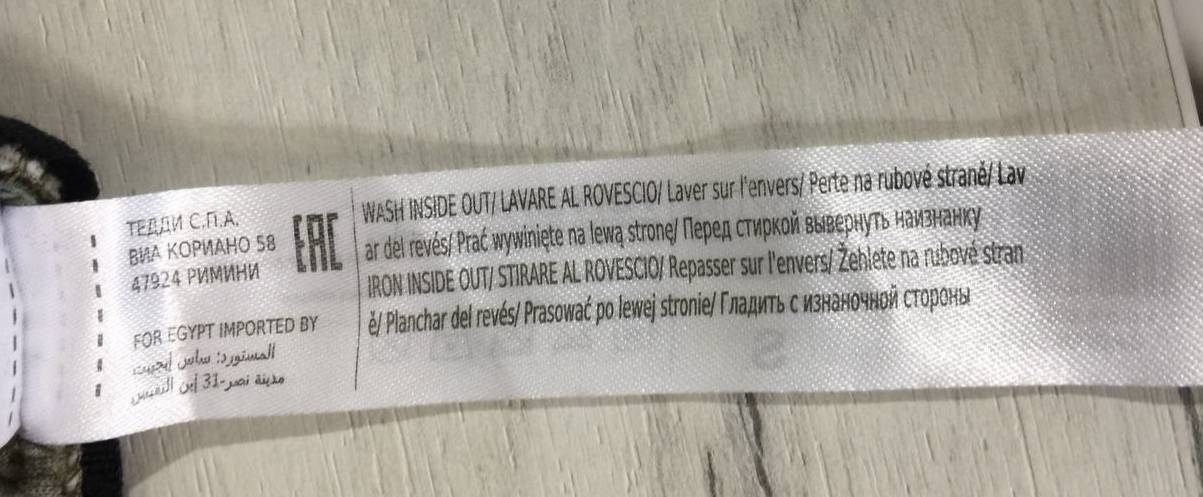 ТЕДДИ С.П.А.
ВИА КОРИАНО 58
47924 РИМИНИ
EAC
FOR EGYPT IMPORTED BY
المستورد: ساس إيجيبت
مدينة نصر-31 إبن النفيس
WASH INSIDE OUT/ LAVARE AL ROVESCIO/ Laver sur l'envers/ Perte na rubové straně/ Lav
ar del revés/ Prać wywinięte na lewą stronę/ Перед стиркой вывернуть наизнанку
IRON INSIDE OUT/ STIRARE AL ROVESCIO/ Repasser sur l'envers/ Žehlete na rubové stran
ě/ Planchar del revés/ Prasować po lewej stronie/ Гладить с изнаночной стороны